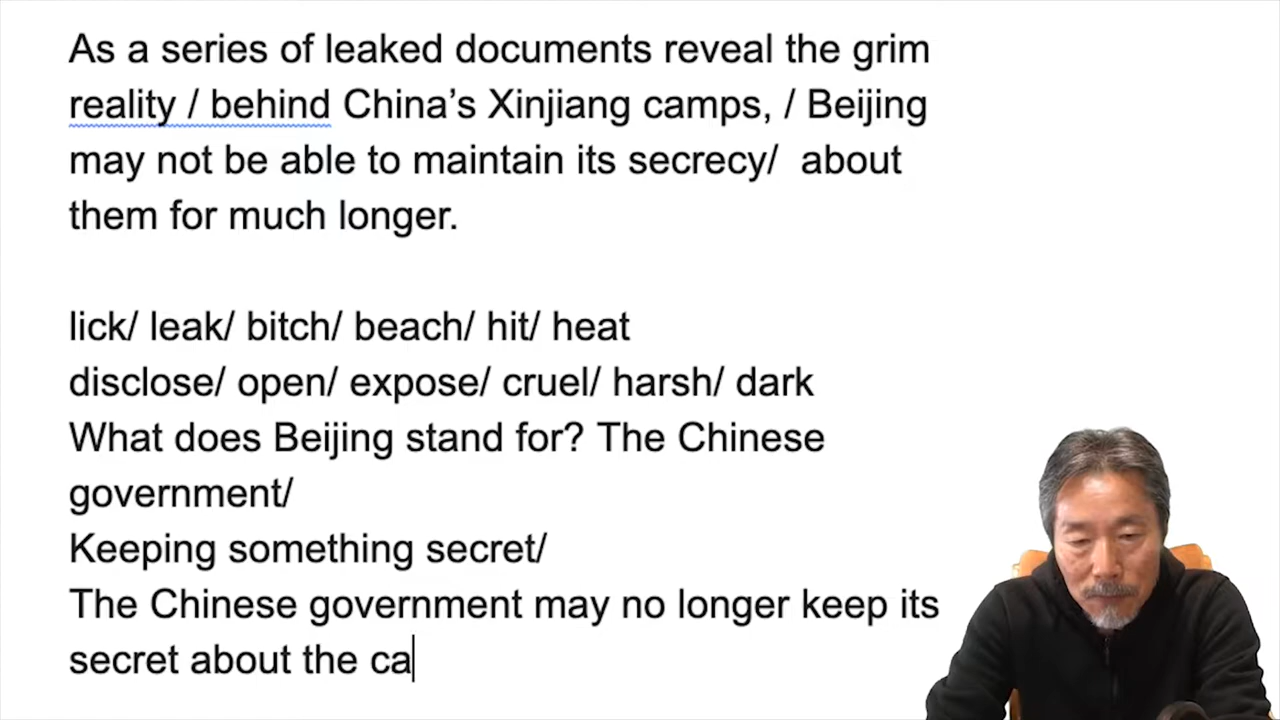 As a series of leaked documents reveal the grim
reality / behind China’s Xinjiang camps, / Beijing
may not be able to maintain its secrecy/  about
them for much longer.
lick/ leak/ bitch/ beach/ hit/ heat
disclose/ open/ expose/ cruel/ harsh/ dark
What does Beijing stand for? The Chinese
government/
Keeping something secret/
The Chinese government may no longer keep its
secret about the ca